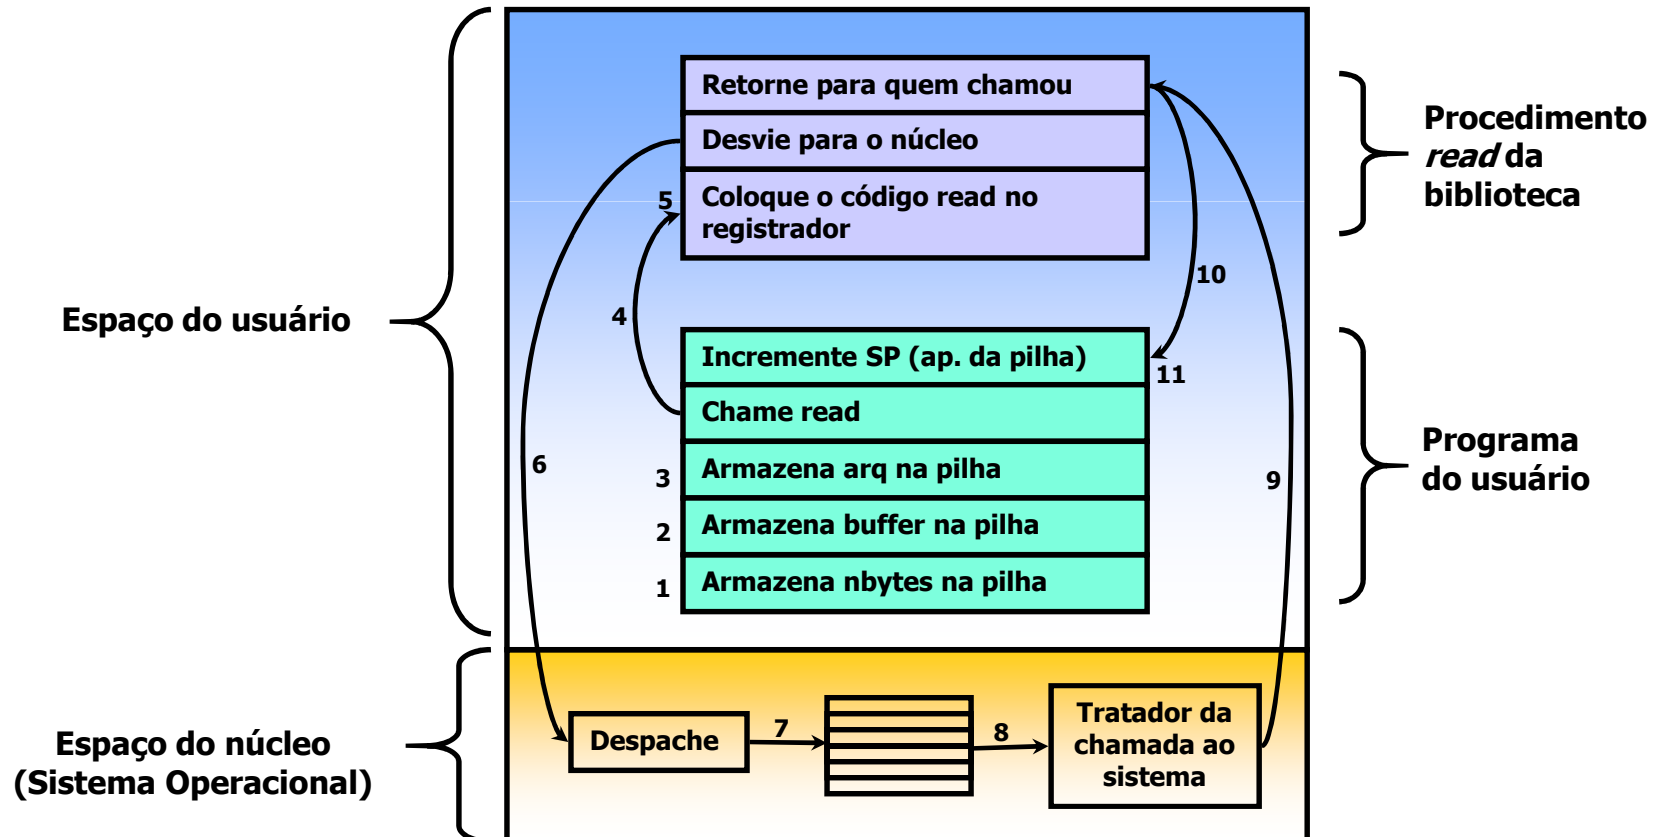 Retorne para quem chamou
Desvie para o núcleo
5
Coloque o código read no
registrador
Procedimento
read da
biblioteca
10
Espaço do usuário
4
Incremente SP (ap. da pilha)
11
Chame read
6
3
Armazena arq na pilha
9
Programa
do usuário
2
Armazena buffer na pilha
1
Armazena nbytes na pilha
Espaço do núcleo
(Sistema Operacional)
Despache
7
8
Tratador da
chamada ao
sistema